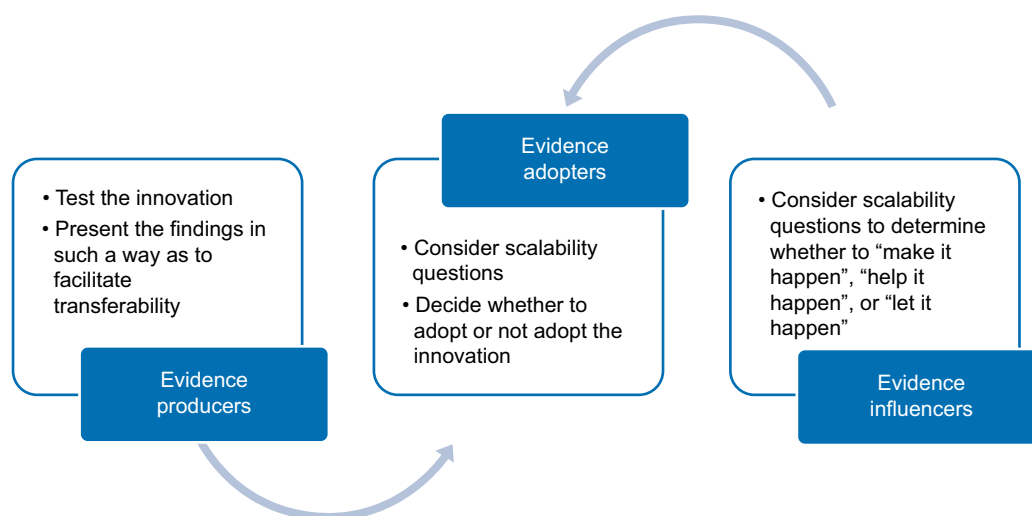 • Test the innovation
• Present the findings in
such a way as to
facilitate
transferability
Evidence
producers
Evidence
adopters
• Consider scalability
questions
• Decide whether to
adopt or not adopt the
innovation
• Consider scalability
questions to determine
whether to “make it
happen”, “help it
happen”, or “let it
happen”
Evidence
influencers